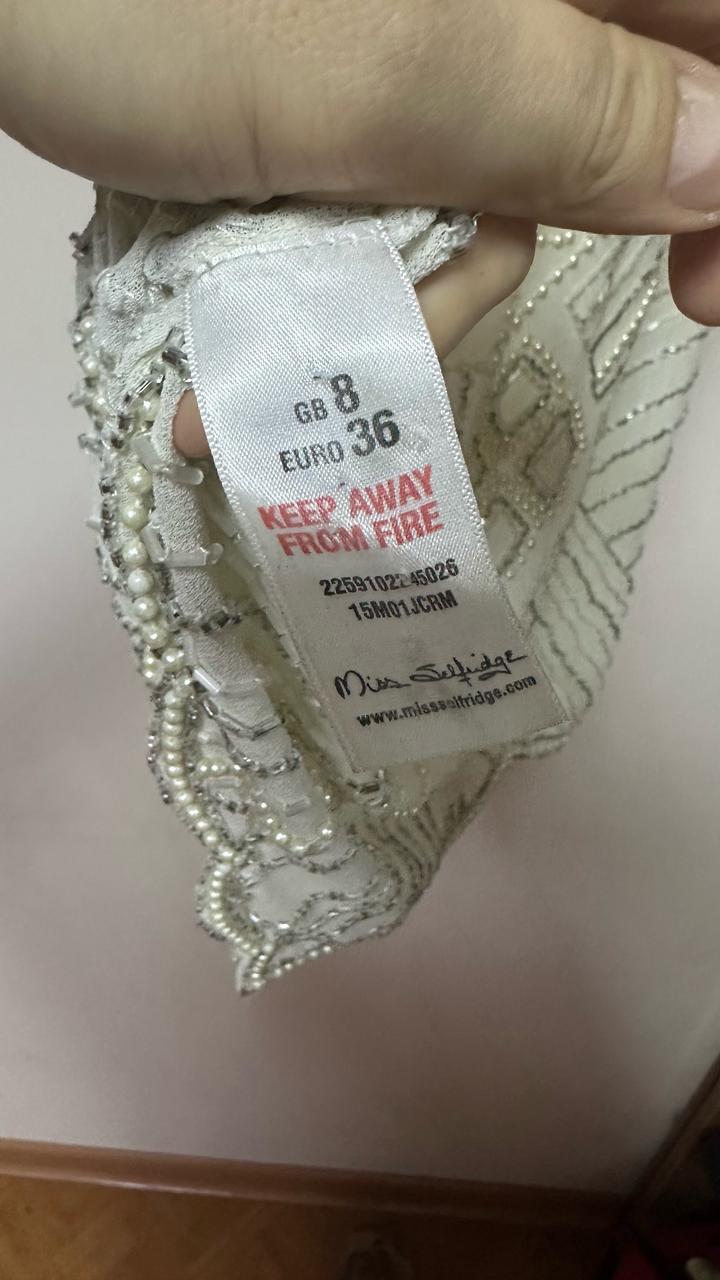 GB 8
EURO 36
KEEP AWAY
FROM FIRE
2259102245026
15M01JCRM
Miss Selfridge
www.missselfridge.com